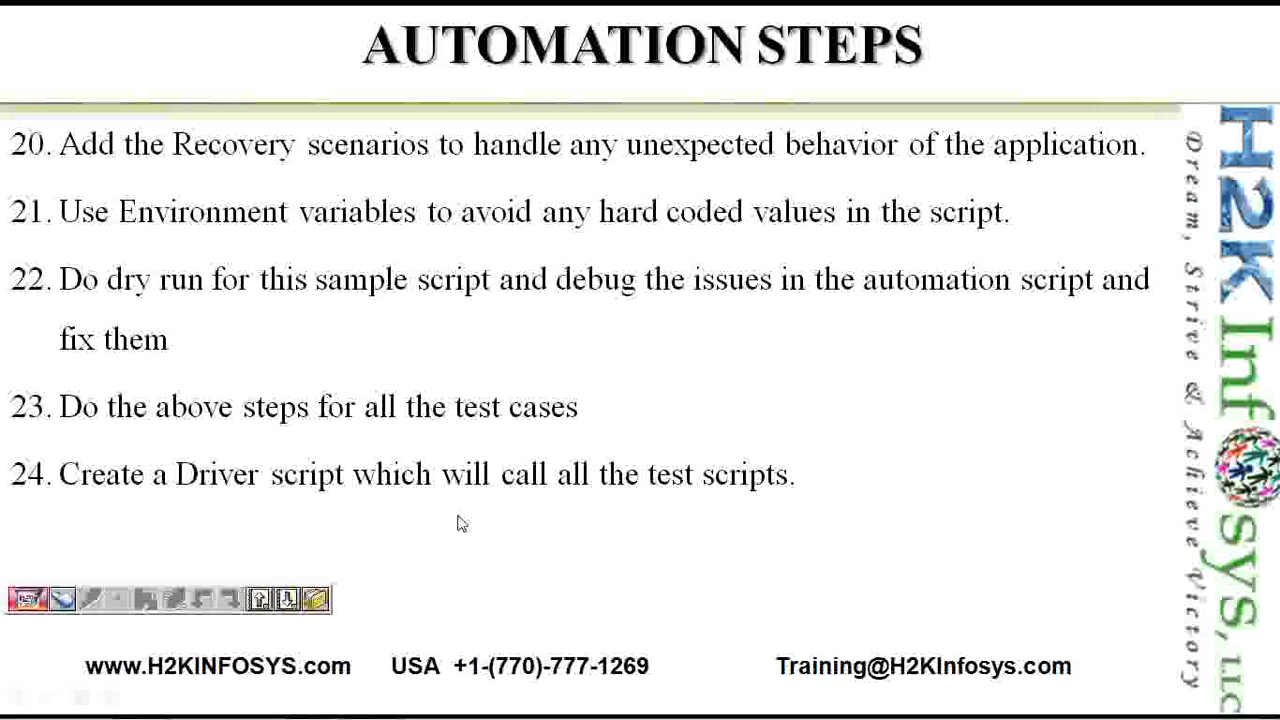 AUTOMATION STEPS
20. Add the Recovery scenarios to handle any unexpected behavior of the application.
21. Use Environment variables to avoid any hard coded values in the script.
22. Do dry run for this sample script and debug the issues in the automation script and
fix them
23. Do the above steps for all the test cases
24. Create a Driver script which will call all the test scripts.
www.H2KINFOSYS.com USA +1-(770)-777-1269 Training@H2KInfosys.com
Dream, Strive & Achieve Victory
H2K Infosys, LLC